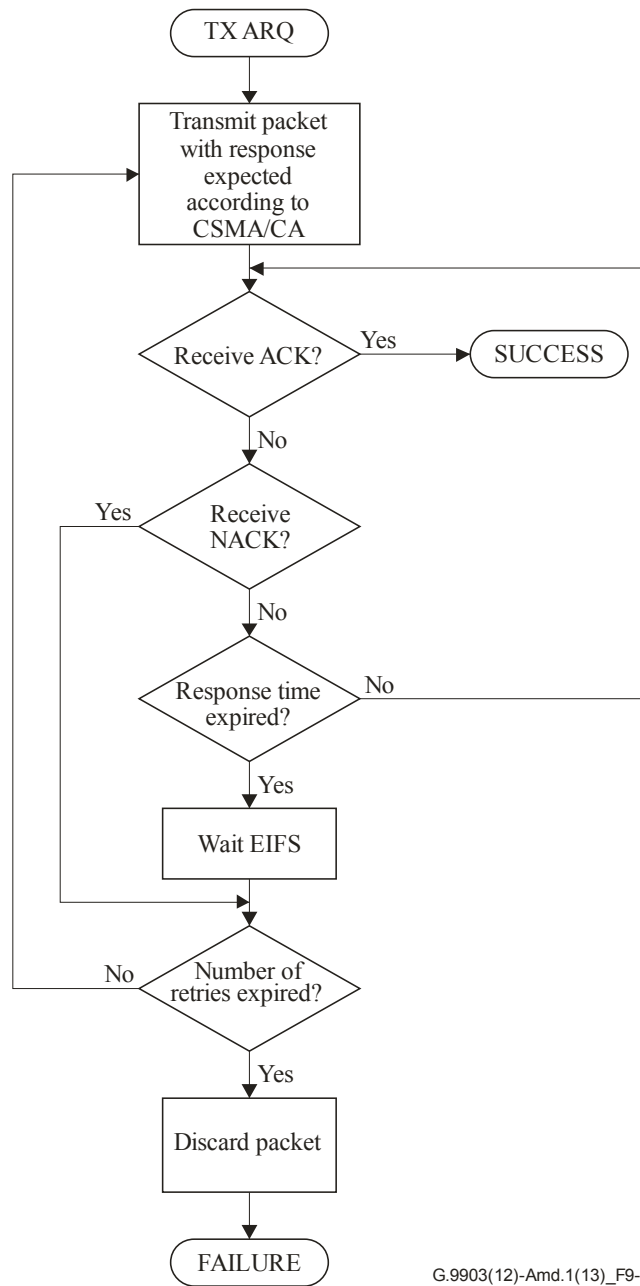 TX ARQ
Transmit packet
with response
expected
according to
CSMA/CA
Receive ACK?
Yes
SUCCESS
No
Yes
Receive
NACK?
No
Response time
expired?
No
Yes
Wait EIFS
No
Number of
retries expired?
Yes
Discard packet
FAILURE
G.9903(12)-Amd.1(13)_F9-